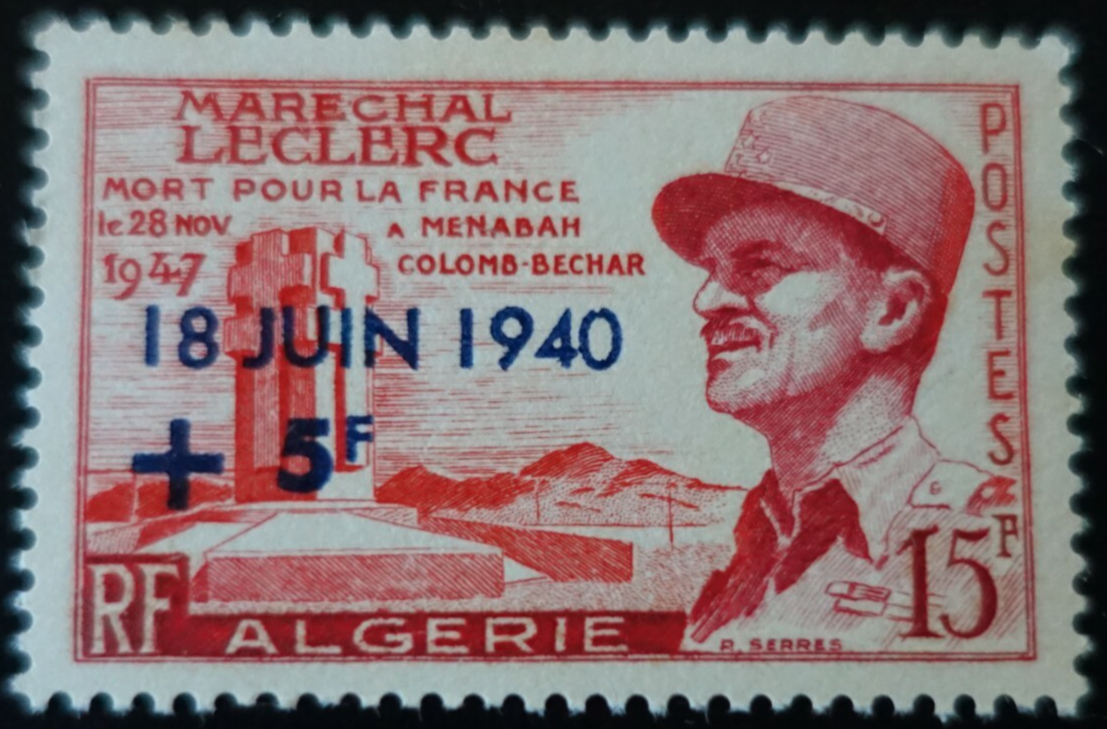 MARECHAL
LECLERC
MORT POUR LA FRANCE
le 28 NOV A MENABAH
1947 COLOMB-BECHAR
18 JUIN 1940
+ 5F
POSTES
15F
RF ALGERIE
R. SERRES